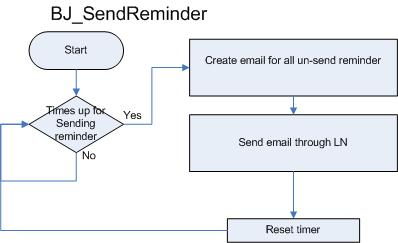 BJ_SendReminder
Start
Times up for
Sending
reminder
Yes
No
Create email for all un-send reminder
Send email through LN
Reset timer